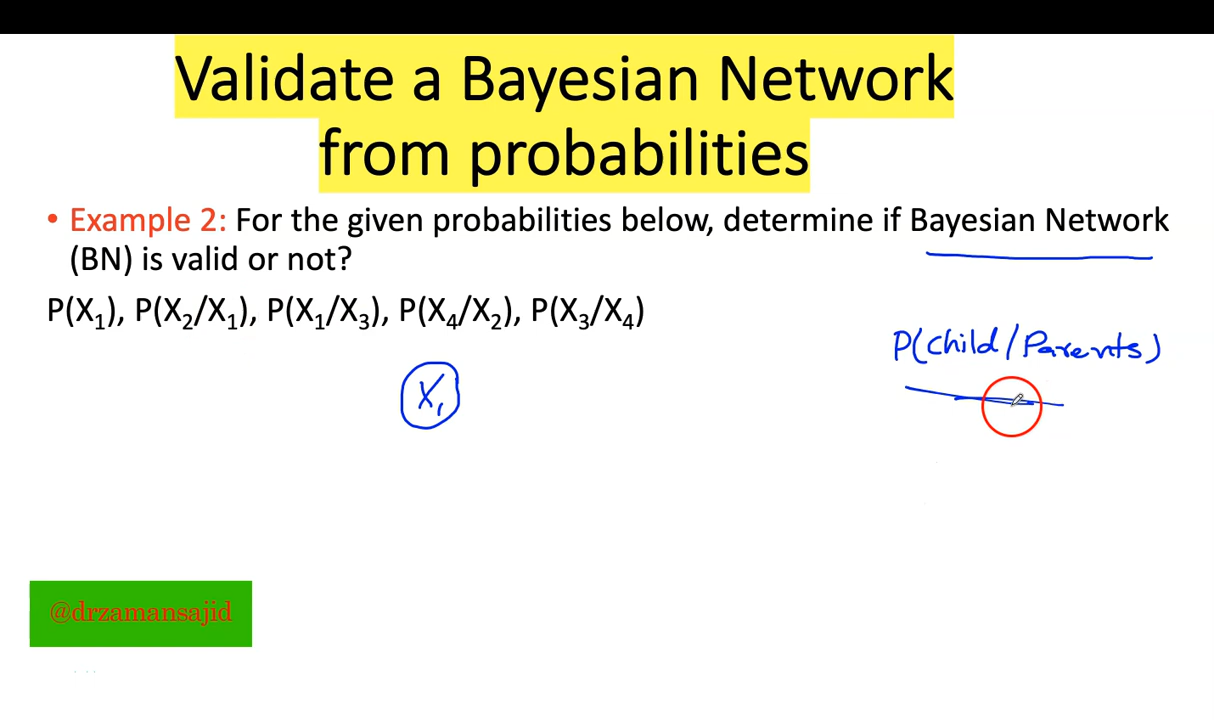 Validate a Bayesian Network
from probabilities
• Example 2: For the given probabilities below, determine if Bayesian Network
(BN) is valid or not?
P(X₁), P(X₂/X₁), P(X₁/X₃), P(X₄/X₂), P(X₃/X₄)
P(child/Parents)
X₁
@drzamansajid